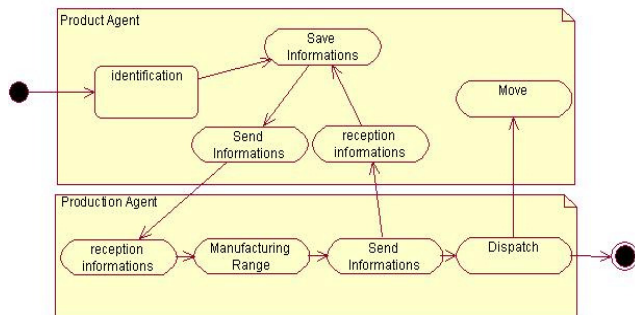 Product Agent
Save
Informations
identification
Move
Send
Informations
reception
informations
Production Agent
reception
informations
Manufacturing
Range
Send
Informations
Dispatch